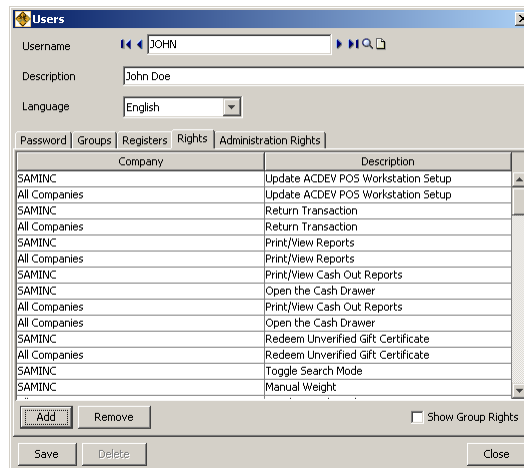 Users
Username JOHN
Description John Doe
Language English
Password Groups Registers Rights Administration Rights
Company Description
SAMINC Update ACDEV POS Workstation Setup
All Companies Update ACDEV POS Workstation Setup
SAMINC Return Transaction
All Companies Return Transaction
SAMINC Print/View Reports
All Companies Print/View Reports
SAMINC Print/View Cash Out Reports
SAMINC Open the Cash Drawer
All Companies Print/View Cash Out Reports
All Companies Open the Cash Drawer
SAMINC Redeem Unverified Gift Certificate
All Companies Redeem Unverified Gift Certificate
SAMINC Toggle Search Mode
SAMINC Manual Weight
Add Remove Show Group Rights
Save Delete Close